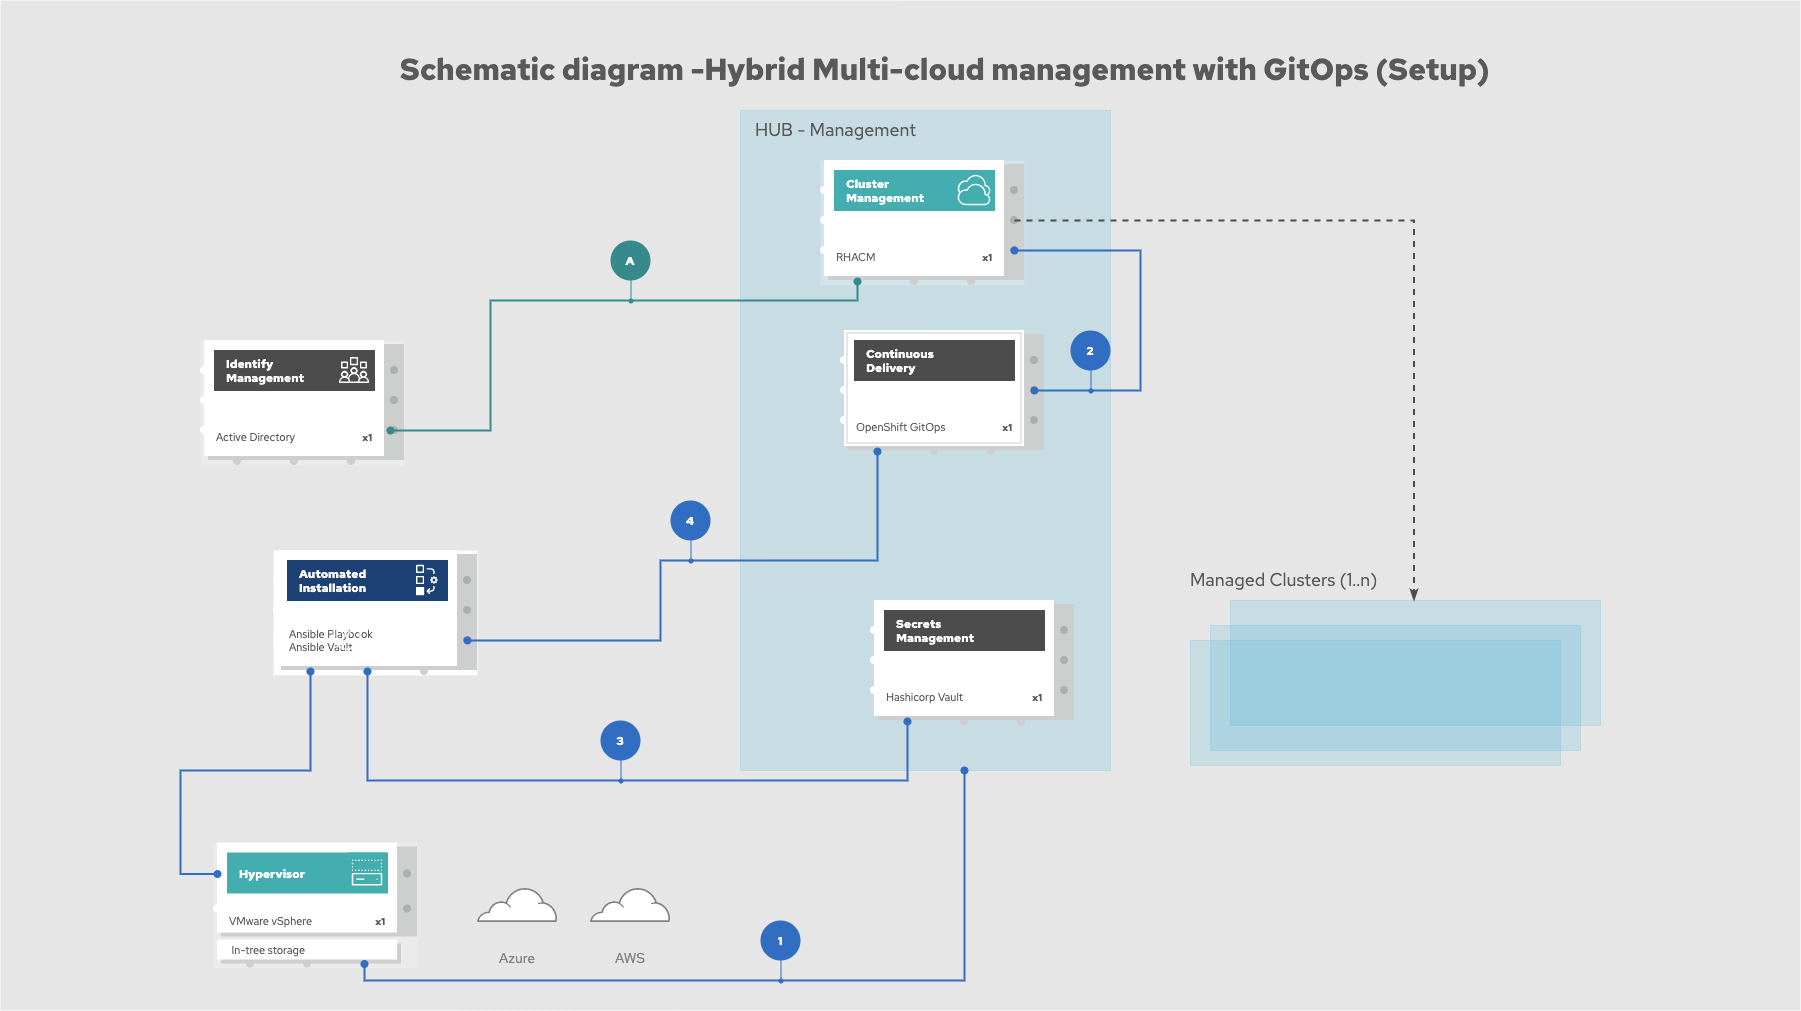 Schematic diagram -Hybrid Multi-cloud management with GitOps (Setup)
HUB - Management
Cluster
Management
RHACM x1
A
Identify
Management
Active Directory x1
Continuous
Delivery
OpenShift GitOps x1
2
4
Automated
Installation
Ansible Playbook
Ansible Vault
Managed Clusters (1..n)
Secrets
Management
Hashicorp Vault x1
3
Hypervisor
VMware vSphere x1
In-tree storage
Azure
AWS
1